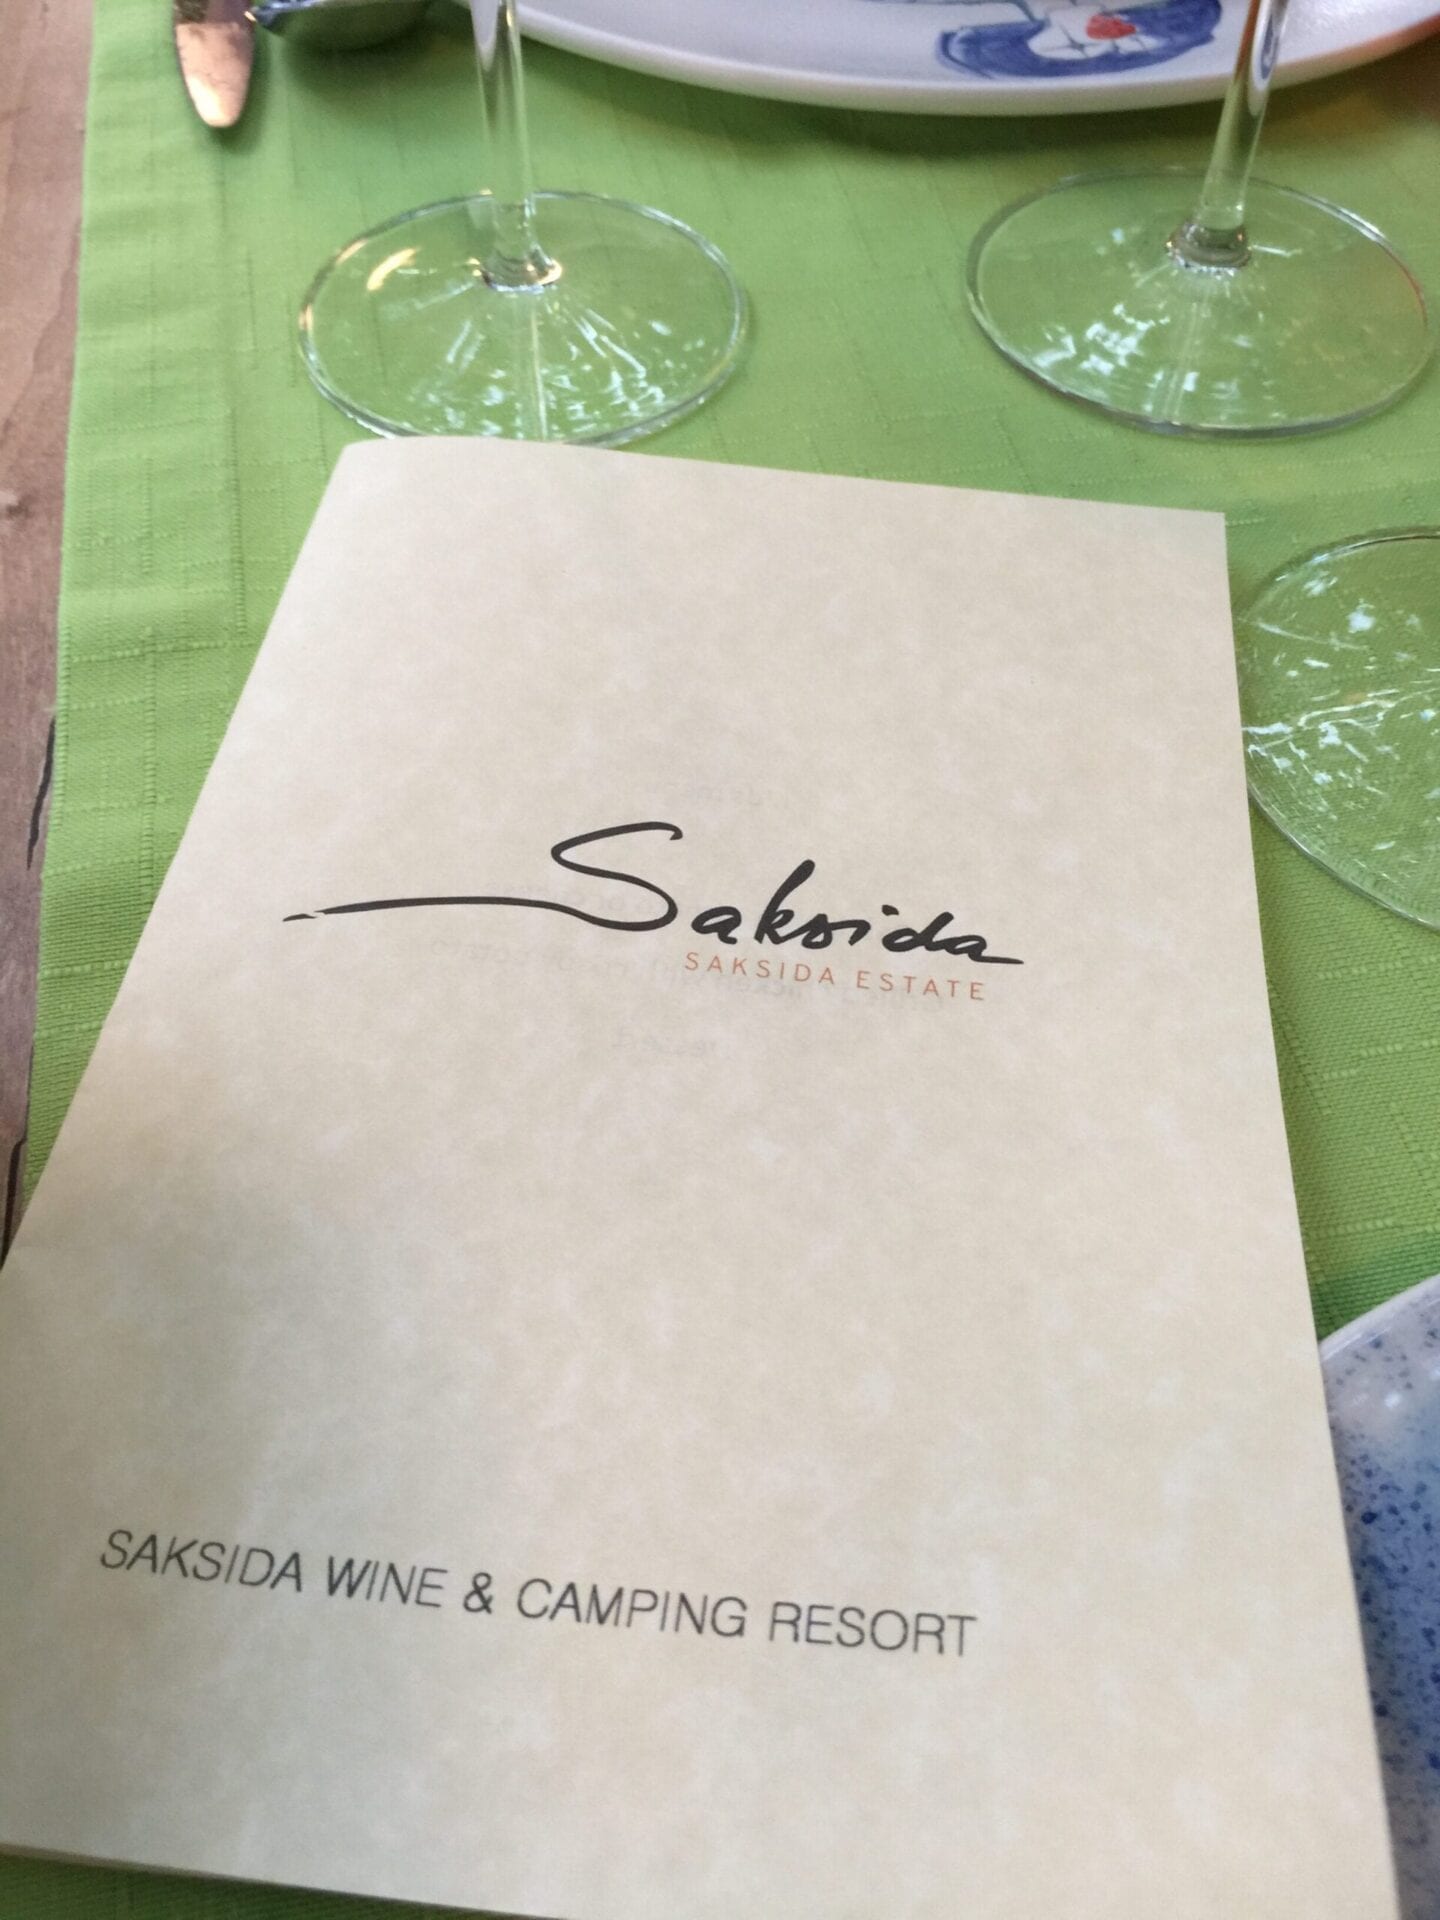 Saksida
SAKSIDA ESTATE
SAKSIDA WINE & CAMPING RESORT